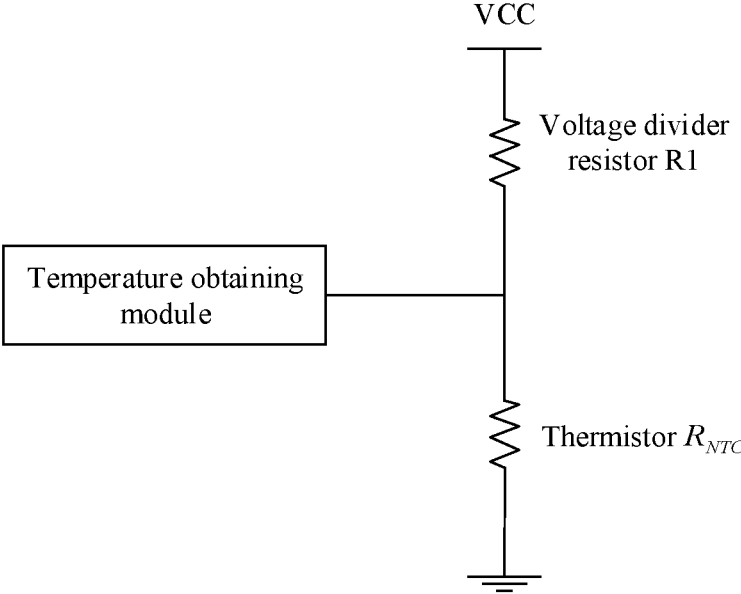 VCC
Voltage divider
resistor R1
Temperature obtaining
module
Thermistor R_NTC